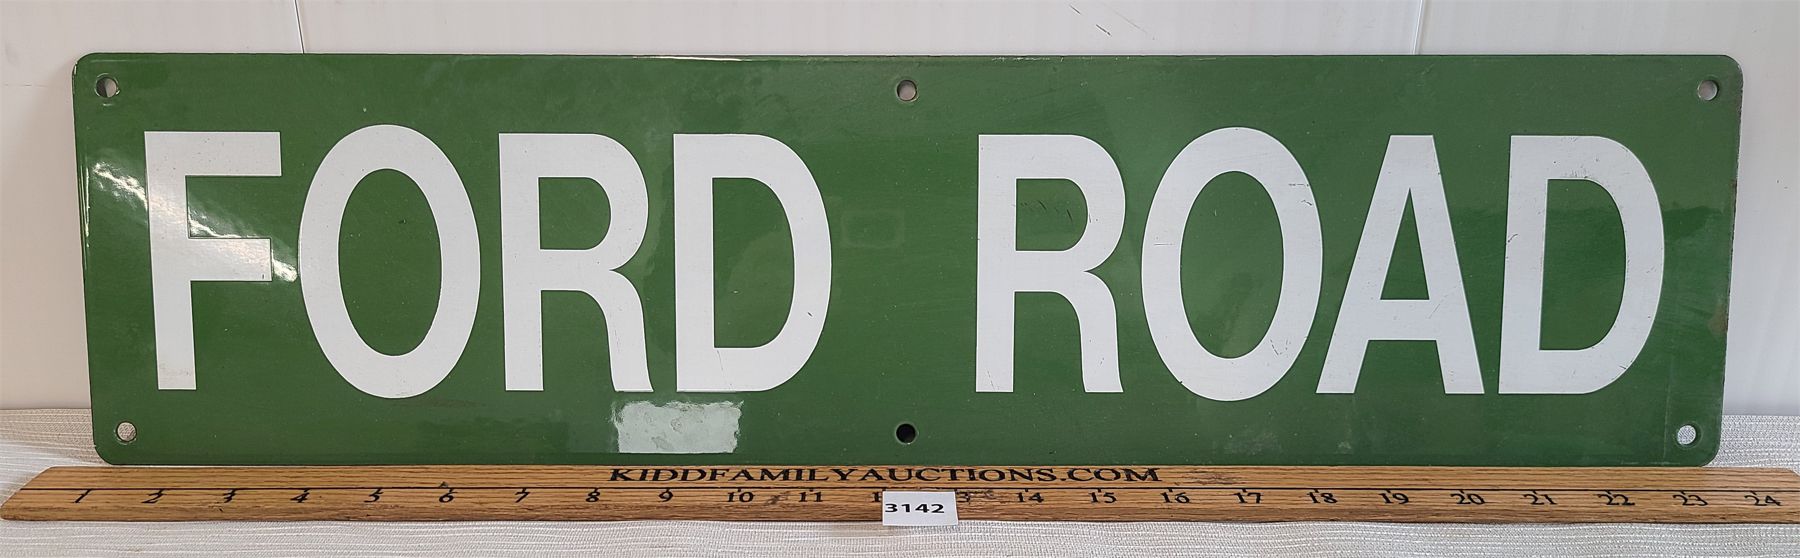 FORD ROAD
KIDDFAMILYAUCTIONS.COM
1 2 3 4 5 6 7 8 9 10 11 14 15 16 17 18 19 20 21 22 23 24
3142